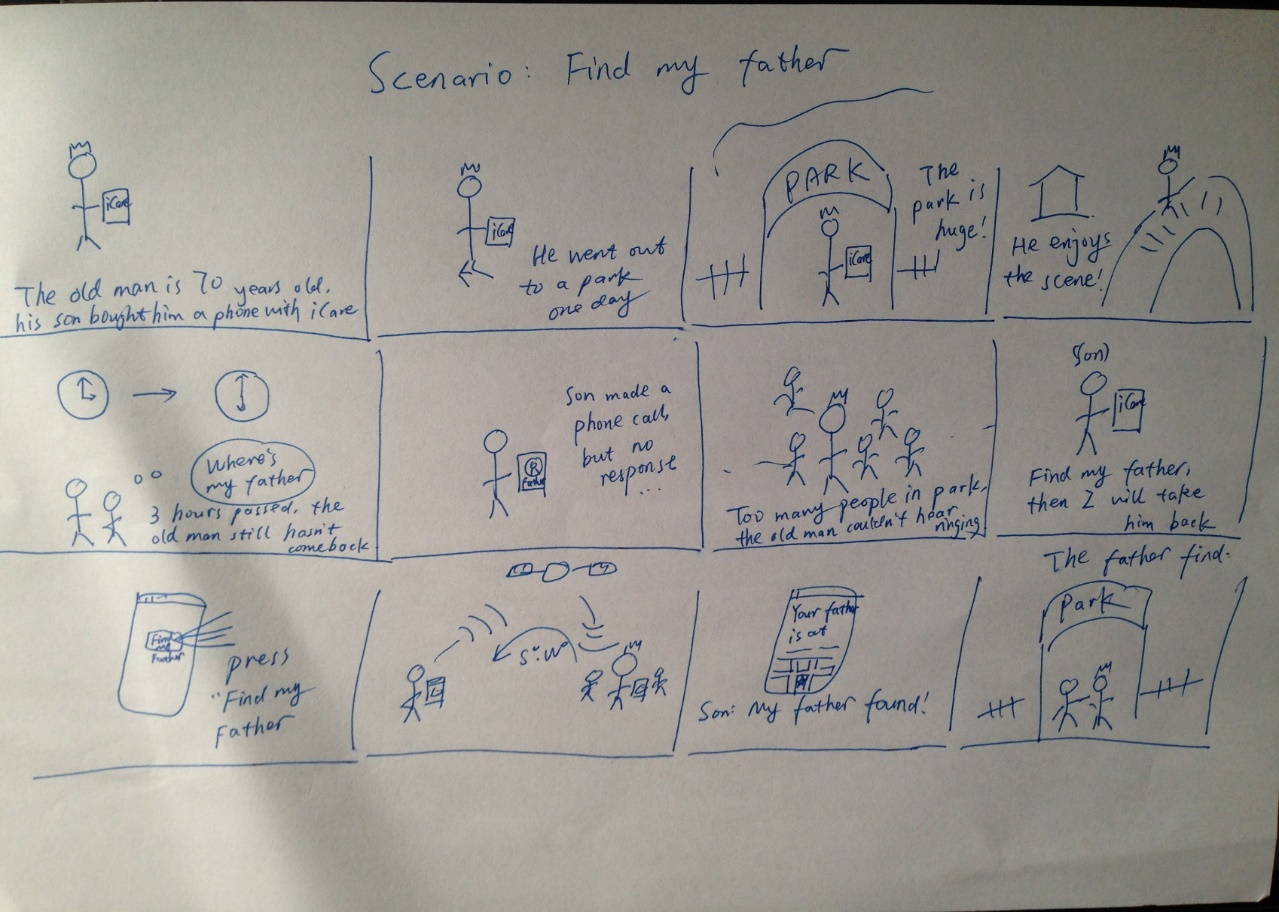 Scenario: Find my father
iCare
The old man is 70 years old,
his son bought him a phone with iCare
iCare
He went out
to a park
one day
PARK
iCare
The
park is
huge!
He enjoys
the scene!
Where's
my father
3 hours passed, the
old man still hasn't
come back
Father
Son made a
phone call,
but no
response
...
Too many people in park,
the old man couldn't hear
ringing
(Son)
iCare
Find my father,
then I will take
him back
Find
my
Father
press
"Find my
Father
Your father
is at
Son: My father found!
The father find.
Park